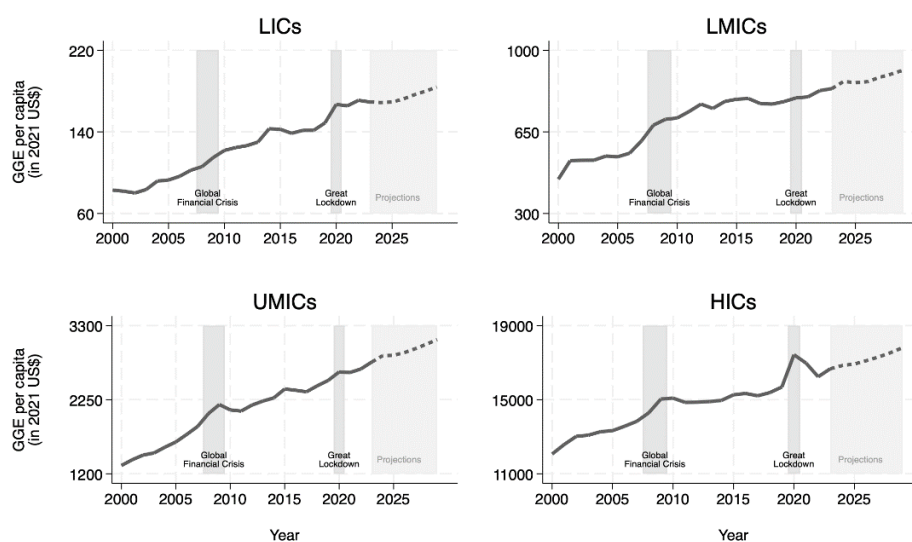 LICs
GGE per capita
(in 2021 US$)
220
140
60
Global
Financial Crisis
Great
Lockdown
Projections
2000 2005 2010 2015 2020 2025
LMICs
1000
650
300
Global
Financial Crisis
Great
Lockdown
Projections
2000 2005 2010 2015 2020 2025
UMICs
GGE per capita
(in 2021 US$)
3300
2250
1200
Global
Financial Crisis
Great
Lockdown
Projections
2000 2005 2010 2015 2020 2025
Year
HICs
19000
15000
11000
Global
Financial Crisis
Great
Lockdown
Projections
2000 2005 2010 2015 2020 2025
Year